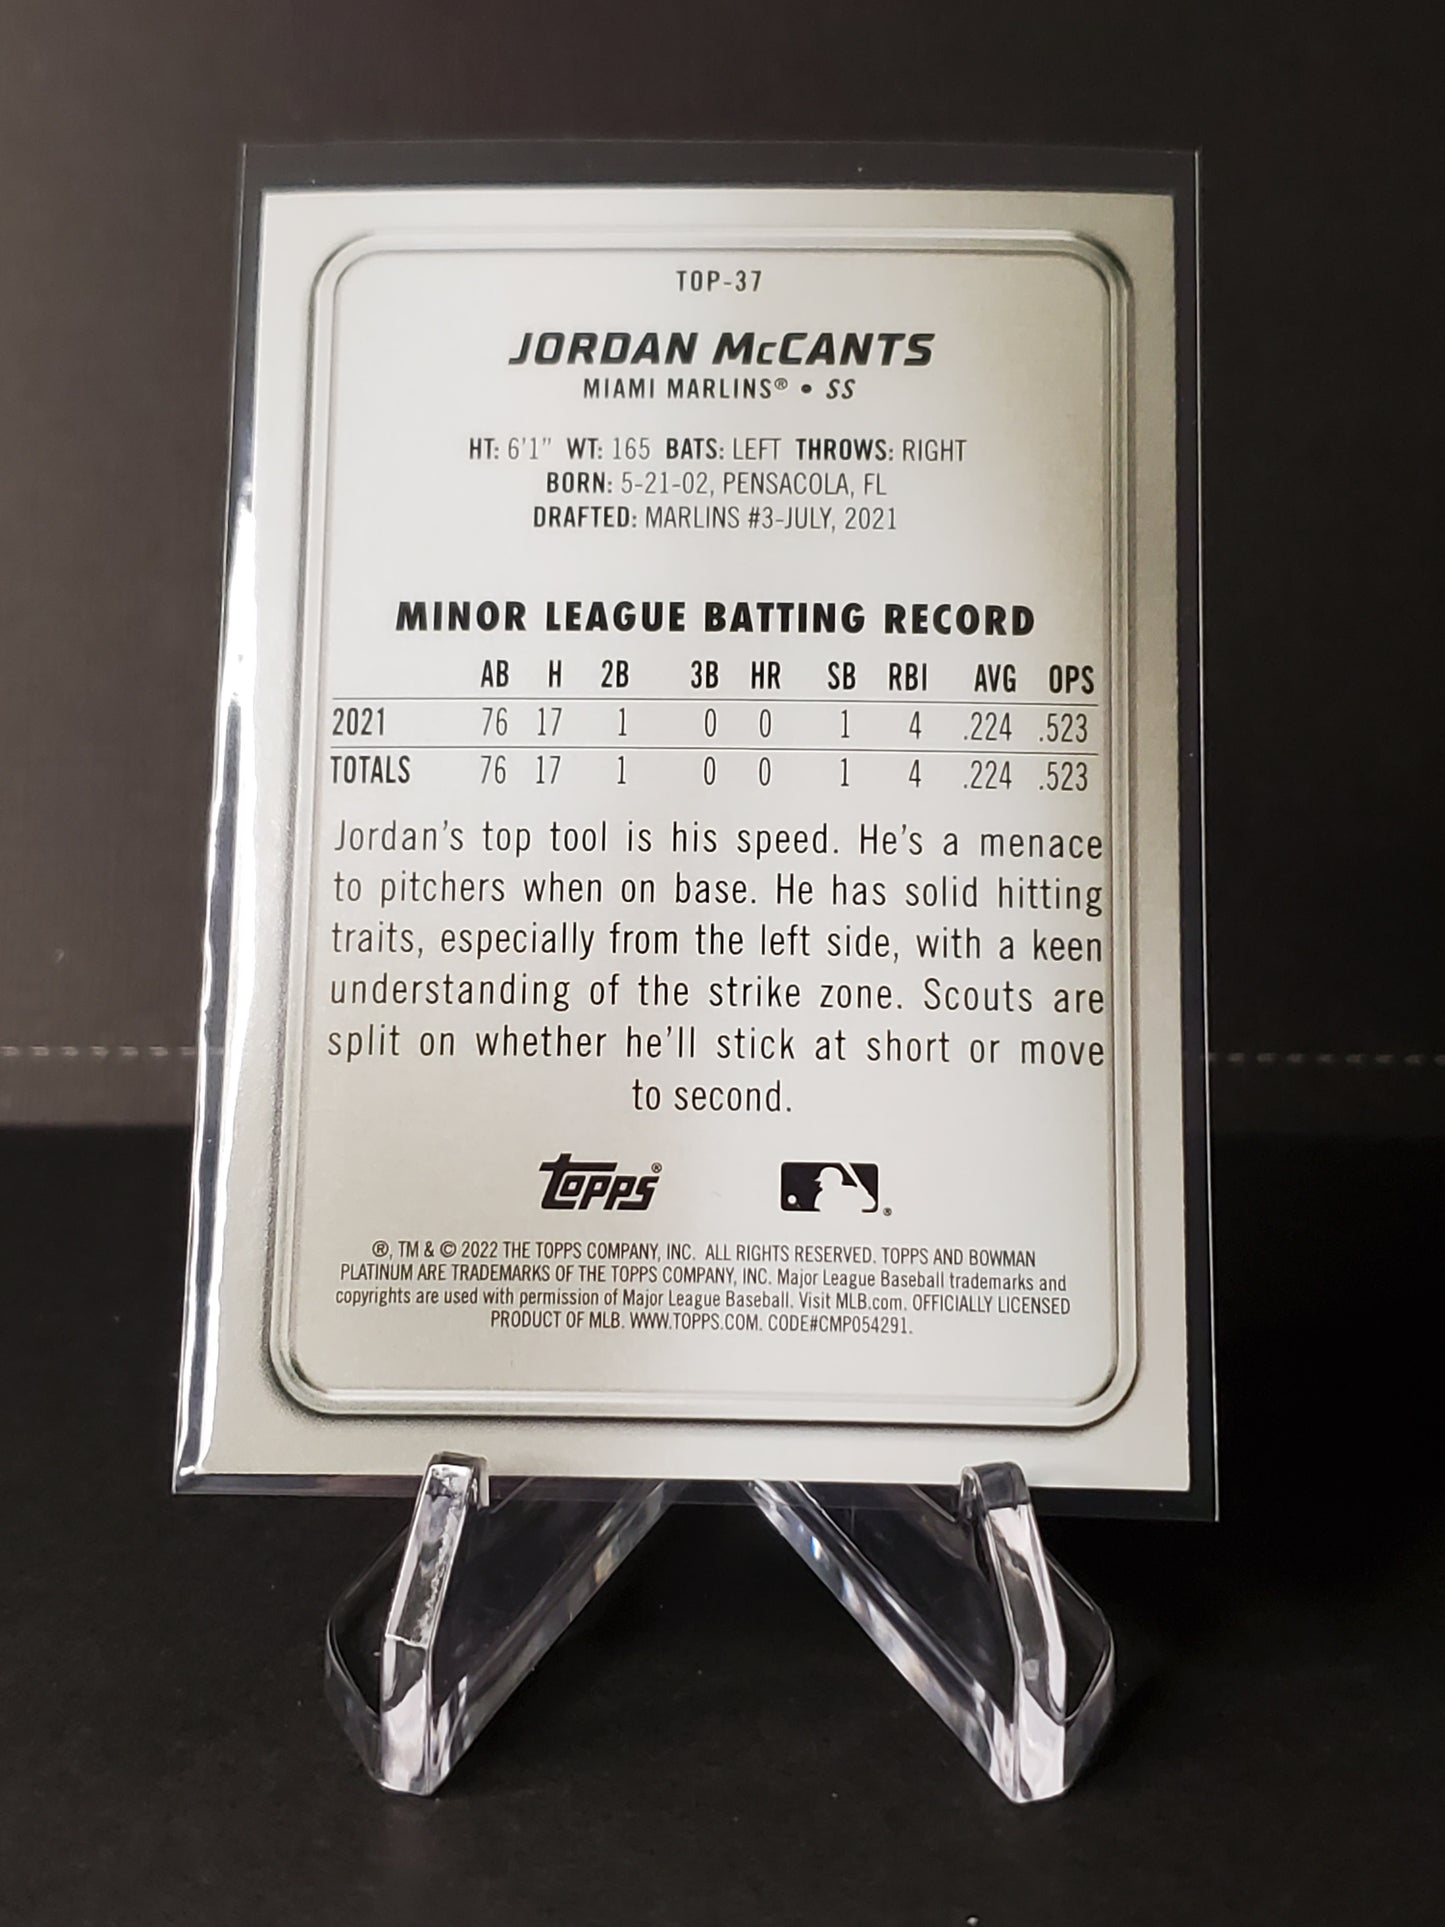 TOP-37
JORDAN McCANTS
MIAMI MARLINS® • SS
HT: 6'1" WT: 165 BATS: LEFT THROWS: RIGHT
BORN: 5-21-02, PENSACOLA, FL
DRAFTED: MARLINS #3-JULY, 2021
MINOR LEAGUE BATTING RECORD
AB H 2B 3B HR SB RBI AVG OPS
2021 76 17 1 0 0 1 4 .224 .523
TOTALS 76 17 1 0 0 1 4 .224 .523
Jordan's top tool is his speed. He's a menace
to pitchers when on base. He has solid hitting
traits, especially from the left side, with a keen
understanding of the strike zone. Scouts are
split on whether he'll stick at short or move
to second.
Topps® ®
®, TM & © 2022 THE TOPPS COMPANY, INC. ALL RIGHTS RESERVED. TOPPS AND BOWMAN
PLATINUM ARE TRADEMARKS OF THE TOPPS COMPANY, INC. Major League Baseball trademarks and
copyrights are used with permission of Major League Baseball. Visit MLB.com. OFFICIALLY LICENSED
PRODUCT OF MLB. WWW.TOPPS.COM. CODE#CMP054291.